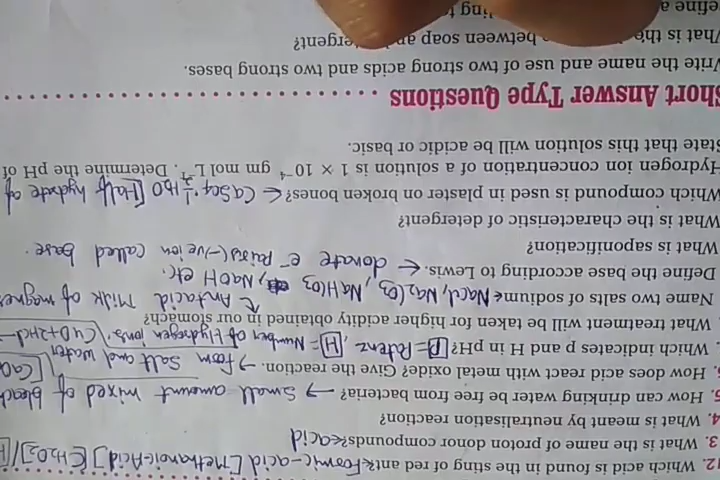 12. Which acid is found in the sting of red ant? ← Formic-acid [Methanoic Acid] [CH2O2]
3. What is the name of proton donor compounds? ← acid
4. What is meant by neutralisation reaction?
5. How can drinking water be free from bacteria? → Small amount mixed of bleach
6. How does acid react with metal oxide? Give the reaction. → form Salt and water
. Which indicates p and H in pH? [P] = Potenz, [H] = Number of Hydrogen ions.
. What treatment will be taken for higher acidity obtained in our stomach?
↖ Antacid Milk of magnes
Name two salts of sodium ← NaCl, Na2CO3, NaHCO3, NaOH etc.
Define the base according to Lewis. ← donate e- Pairs (-)ve ion called base.
What is saponification?
What is the characteristic of detergent?
Which compound is used in plaster on broken bones? ← CaSO4.½H2O [Half hydrate of
Hydrogen ion concentration of a solution is 1 × 10⁻⁴ gm mol L⁻¹. Determine the pH of
State that this solution will be acidic or basic.
Short Answer Type Questions
Write the name and use of two strong acids and two strong bases.
What is the between soap and detergent?
efine a